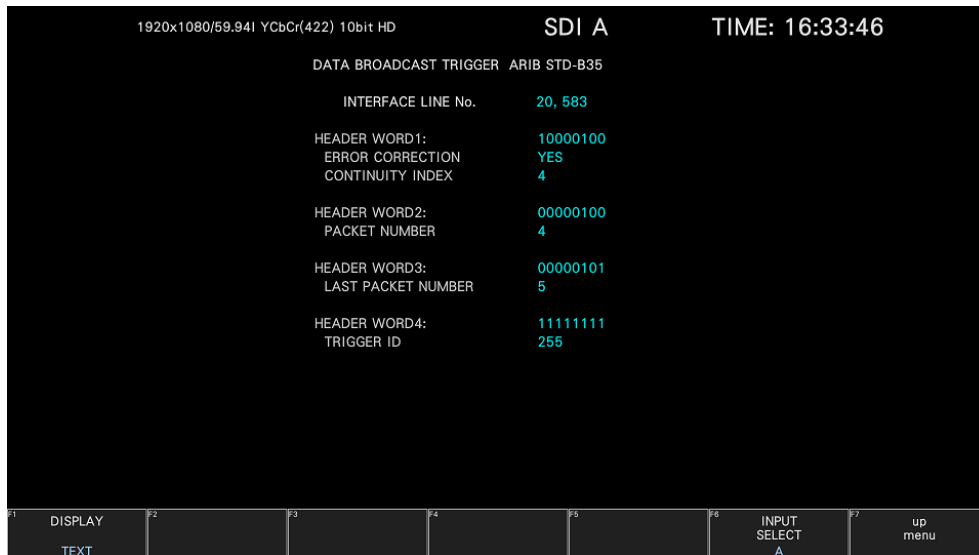 1920x1080/59.94I YCbCr(422) 10bit HD SDI A TIME: 16:33:46
DATA BROADCAST TRIGGER ARIB STD-B35
INTERFACE LINE No. 20, 583
HEADER WORD1: 10000100
ERROR CORRECTION YES
CONTINUITY INDEX 4
HEADER WORD2: 00000100
PACKET NUMBER 4
HEADER WORD3: 00000101
LAST PACKET NUMBER 5
HEADER WORD4: 11111111
TRIGGER ID 255
F1 DISPLAY F2 F3 F4 F5 F6 INPUT F7 up
SELECT menu
TEXT A